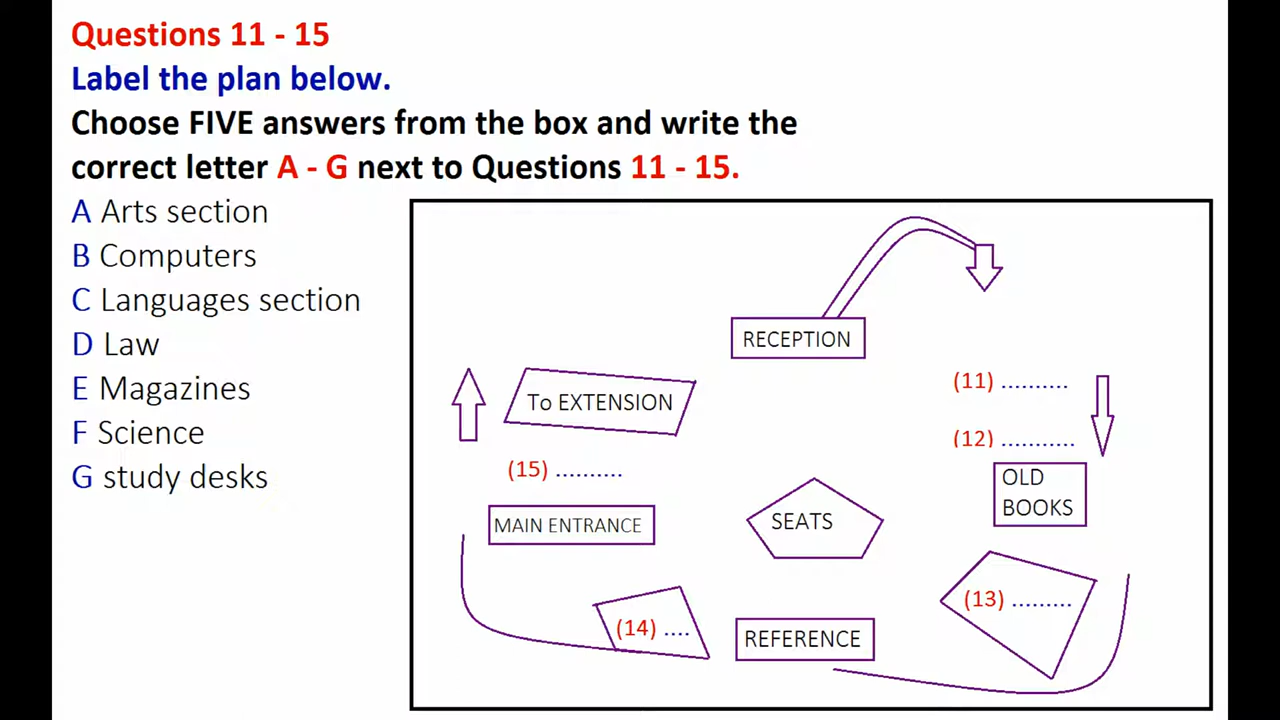 Questions 11 - 15
Label the plan below.
Choose FIVE answers from the box and write the
correct letter A - G next to Questions 11 - 15.
A Arts section
B Computers
C Languages section
D Law
E Magazines
F Science
G study desks
RECEPTION
To EXTENSION
(11) ..........
(12) ...........
(15) ..........
OLD
BOOKS
MAIN ENTRANCE
SEATS
(13) .........
(14) ....
REFERENCE